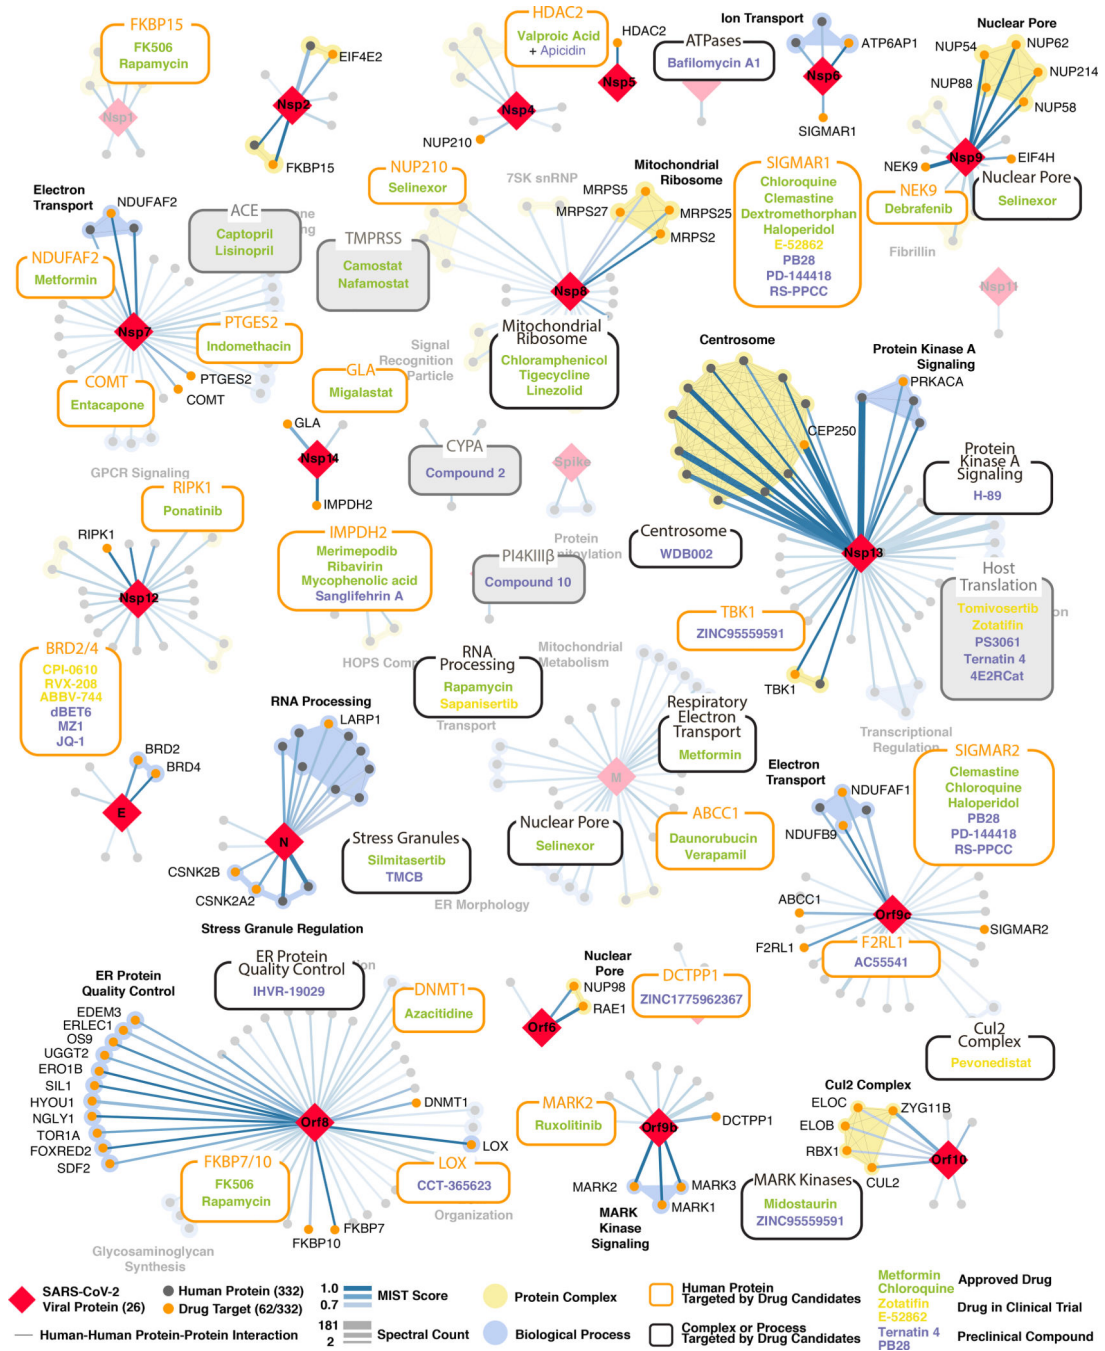 FKBP15
FK506
Rapamycin
Nsp1
EIF4E2
Nsp2
FKBP15
HDAC2
Valproic Acid
+ Apicidin
HDAC2
Nsp5
Nsp4
NUP210
NUP210
Selinexor
ATPases
Bafilomycin A1
Ion Transport
ATP6AP1
Nsp6
SIGMAR1
Nuclear Pore
NUP54
NUP62
NUP88
NUP214
NUP58
Nsp9
NEK9
EIF4H
NEK9
Debrafenib
Nuclear Pore
Selinexor
Fibrillin
SIGMAR1
Chloroquine
Clemastine
Dextromethorphan
Haloperidol
E-52862
PB28
PD-144418
RS-PPCC
Nsp11
Electron
Transport
NDUFAF2
NDUFAF2
Metformin
Nsp7
ACE
Captopril
Lisinopril
TMPRSS
Camostat
Nafamostat
PTGES2
Indomethacin
PTGES2
COMT
COMT
Entacapone
GPCR Signaling
7SK snRNP
Mitochondrial
Ribosome
MRPS5
MRPS27
MRPS25
MRPS2
Nsp8
Signal
Recognition
Particle
Mitochondrial
Ribosome
Chloramphenicol
Tigecycline
Linezolid
GLA
Migalastat
GLA
Nsp14
IMPDH2
IMPDH2
Merimepodib
Ribavirin
Mycophenolic acid
Sanglifehrin A
CYPA
Compound 2
Spike
Protein
PI4KIIIβ
Compound 10
Centrosome
Protein Kinase A
Signaling
PRKACA
CEP250
Protein
Kinase A
Signaling
H-89
Centrosome
WDB002
Nsp13
Host
Translation
Tomivosertib
Zotatifin
PS3061
Ternatin 4
4E2RCat
TBK1
ZINC95559591
TBK1
Transcriptional
Regulation
RIPK1
Ponatinib
RIPK1
Nsp12
BRD2/4
CPI-0610
RVX-208
ABBV-744
dBET6
MZ1
JQ-1
BRD2
BRD4
E
HOPS
RNA
Processing
Rapamycin
Sapanisertib
Transport
Mitochondrial
Metabolism
Respiratory
Electron
Transport
Metformin
M
Nuclear Pore
Selinexor
ABCC1
Daunorubucin
Verapamil
ER Morphology
RNA Processing
LARP1
N
CSNK2B
CSNK2A2
Stress Granules
Silmitasertib
TMCB
Stress Granule Regulation
Electron
Transport
NDUFAF1
NDUFB9
SIGMAR2
Clemastine
Chloroquine
Haloperidol
PB28
PD-144418
RS-PPCC
ABCC1
Orf9c
SIGMAR2
F2RL1
F2RL1
AC55541
ER Protein
Quality Control
IHVR-19029
ER Protein
Quality Control
EDEM3
ERLEC1
OS9
UGGT2
ERO1B
SIL1
HYOU1
NGLY1
TOR1A
FOXRED2
SDF2
Orf8
DNMT1
Azacitidine
DNMT1
LOX
LOX
CCT-365623
Organization
FKBP7/10
FK506
Rapamycin
FKBP7
FKBP10
Glycosaminoglycan
Synthesis
Nuclear
Pore
NUP98
RAE1
Orf6
DCTPP1
ZINC1775962367
MARK2
Ruxolitinib
Orf9b
DCTPP1
MARK2
MARK3
MARK1
MARK
Kinase
Signaling
MARK Kinases
Midostaurin
ZINC95559591
Cul2
Complex
Pevonedistat
Cul2 Complex
ELOC
ZYG11B
ELOB
RBX1
CUL2
Orf10
SARS-CoV-2
Viral Protein (26)
Human Protein (332)
Drug Target (62/332)
Human-Human Protein-Protein Interaction
1.0
0.7
MIST Score
181
2
Spectral Count
Protein Complex
Biological Process
Human Protein
Targeted by Drug Candidates
Complex or Process
Targeted by Drug Candidates
Metformin
Chloroquine
Approved Drug
Zotatifin
E-52862
Drug in Clinical Trial
Ternatin 4
PB28
Preclinical Compound